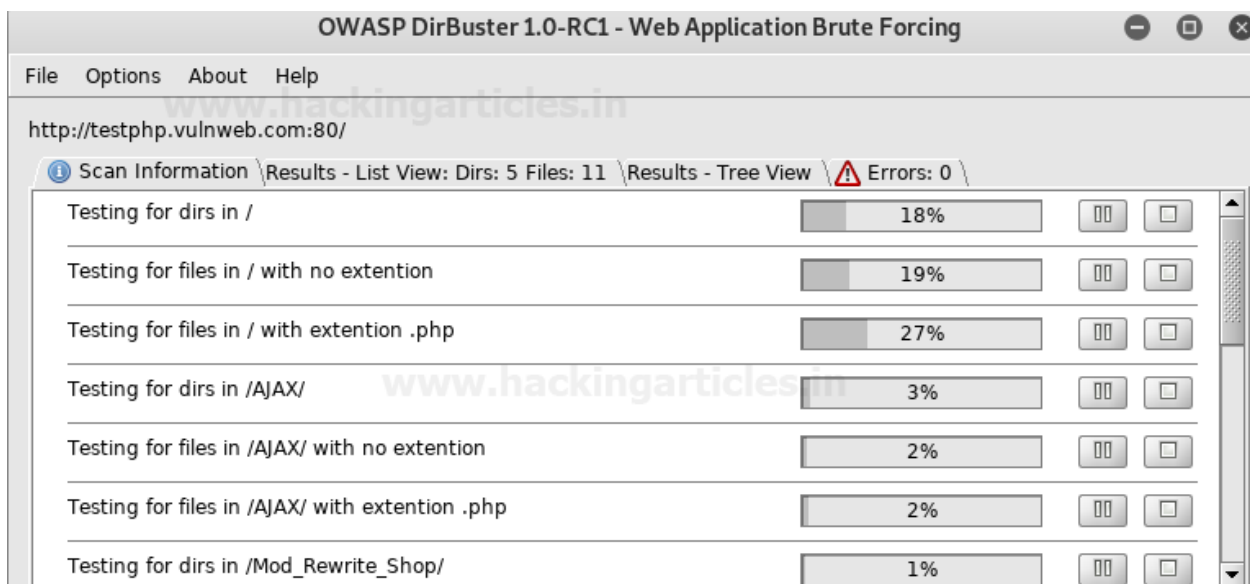 OWASP DirBuster 1.0-RC1 - Web Application Brute Forcing
File Options About Help
www.hackingarticles.in
http://testphp.vulnweb.com:80/
Scan Information Results - List View: Dirs: 5 Files: 11 Results - Tree View Errors: 0
Testing for dirs in / 18%
Testing for files in / with no extention 19%
Testing for files in / with extention .php 27%
www.hackingarticles.in
Testing for dirs in /AJAX/ 3%
Testing for files in /AJAX/ with no extention 2%
Testing for files in /AJAX/ with extention .php 2%
Testing for dirs in /Mod_Rewrite_Shop/ 1%